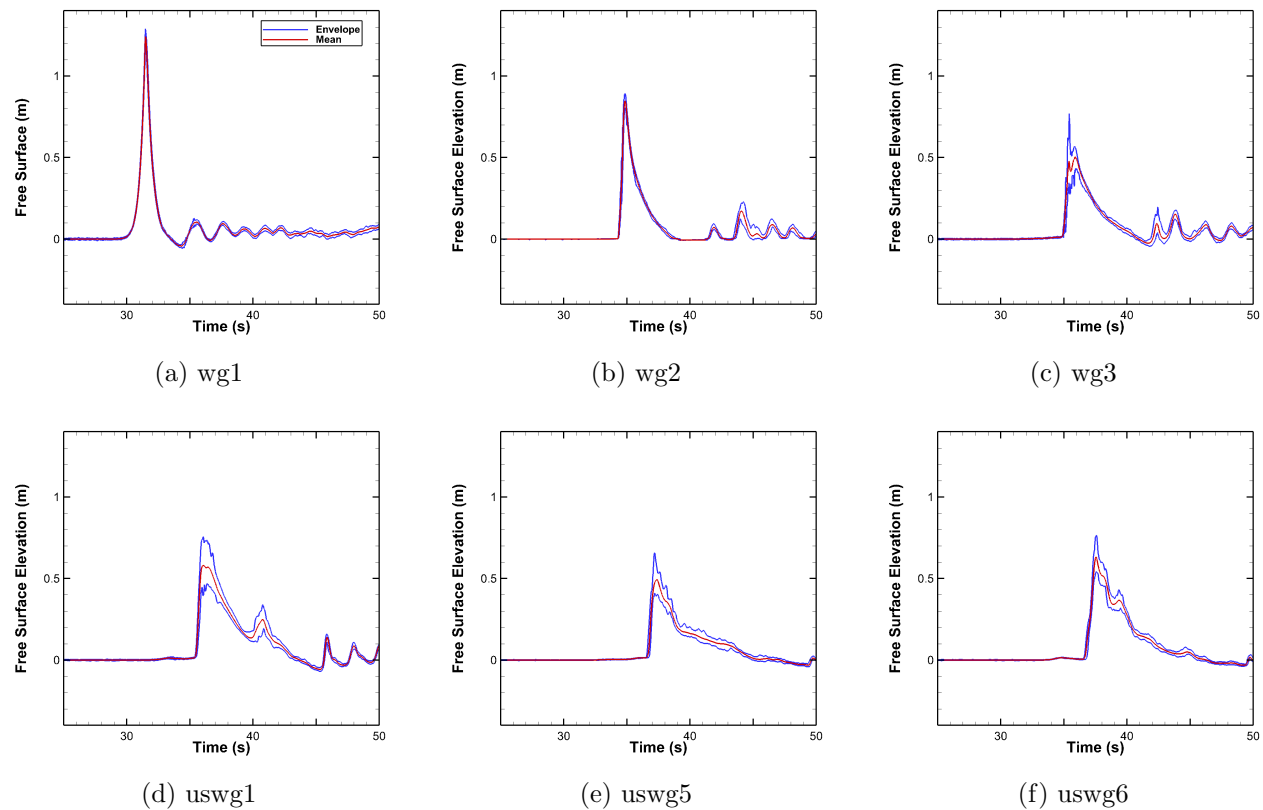 Envelope
Mean
Free Surface (m)
1
0.5
0
30
40
50
Time (s)
(a) wg1
Free Surface Elevation (m)
1
0.5
0
30
40
50
Time (s)
(b) wg2
Free Surface Elevation (m)
1
0.5
0
30
40
50
Time (s)
(c) wg3
Free Surface Elevation (m)
1
0.5
0
30
40
50
Time (s)
(d) uswg1
Free Surface Elevation (m)
1
0.5
0
30
40
50
Time (s)
(e) uswg5
Free Surface Elevation (m)
1
0.5
0
30
40
50
Time (s)
(f) uswg6